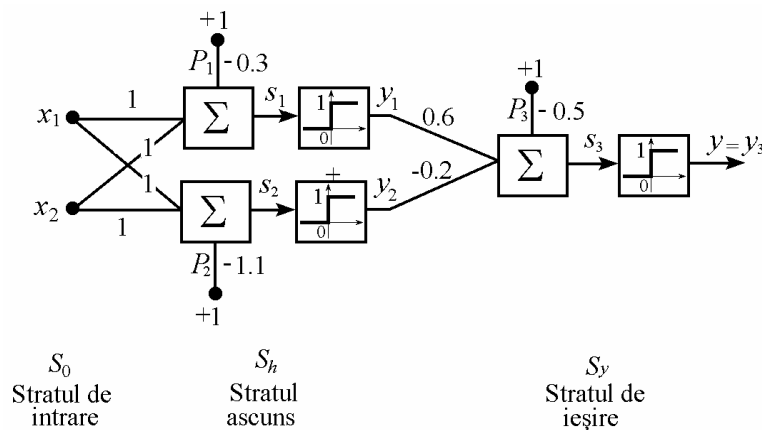 +1
P₁ -0.3
x₁ 1 Σ s₁ 1 0 y₁ 0.6
+1
P₃ -0.5
1
1
Σ s₃ 1 0 y = y₃
x₂ 1 Σ s₂ + 1 0 y₂ -0.2
P₂ -1.1
+1
S₀ Sₕ Sy
Stratul de Stratul Stratul de
intrare ascuns ieşire